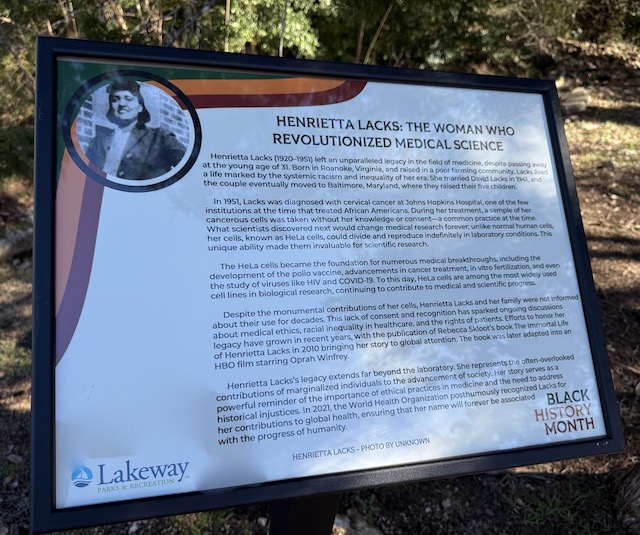 HENRIETTA LACKS: THE WOMAN WHO
REVOLUTIONIZED MEDICAL SCIENCE
Henrietta Lacks (1920-1951) left an unparalleled legacy in the field of medicine, despite passing away
at the young age of 31. Born in Roanoke, Virginia, and raised in a poor farming community, Lacks lived
a life marked by the systemic racism and inequality of her era. She married David Lacks in 1941, and
the couple eventually moved to Baltimore, Maryland, where they raised their five children.
In 1951, Lacks was diagnosed with cervical cancer at Johns Hopkins Hospital, one of the few
institutions at the time that treated African Americans. During her treatment, a sample of her
cancerous cells was taken without her knowledge or consent—a common practice at the time.
What scientists discovered next would change medical research forever: unlike normal human cells,
her cells, known as HeLa cells, could divide and reproduce indefinitely in laboratory conditions. This
unique ability made them invaluable for scientific research.
The HeLa cells became the foundation for numerous medical breakthroughs, including the
development of the polio vaccine, advancements in cancer treatment, in vitro fertilization, and even
the study of viruses like HIV and COVID-19. To this day, HeLa cells are among the most widely used
cell lines in biological research, continuing to contribute to medical and scientific progress.
Despite the monumental contributions of her cells, Henrietta Lacks and her family were not informed
about their use for decades. This lack of consent and recognition has sparked ongoing discussions
about medical ethics, racial inequality in healthcare, and the rights of patients. Efforts to honor her
legacy have grown in recent years, with the publication of Rebecca Skloot's book The Immortal Life
of Henrietta Lacks in 2010 bringing her story to global attention. The book was later adapted into an
HBO film starring Oprah Winfrey.
Henrietta Lacks's legacy extends far beyond the laboratory. She represents the often-overlooked
contributions of marginalized individuals to the advancement of society. Her story serves as a
powerful reminder of the importance of ethical practices in medicine and the need to address
historical injustices. In 2021, the World Health Organization posthumously recognized Lacks for
her contributions to global health, ensuring that her name will forever be associated
with the progress of humanity.
BLACK
HISTORY
MONTH
HENRIETTA LACKS - PHOTO BY UNKNOWN
Lakeway
PARKS & RECREATION